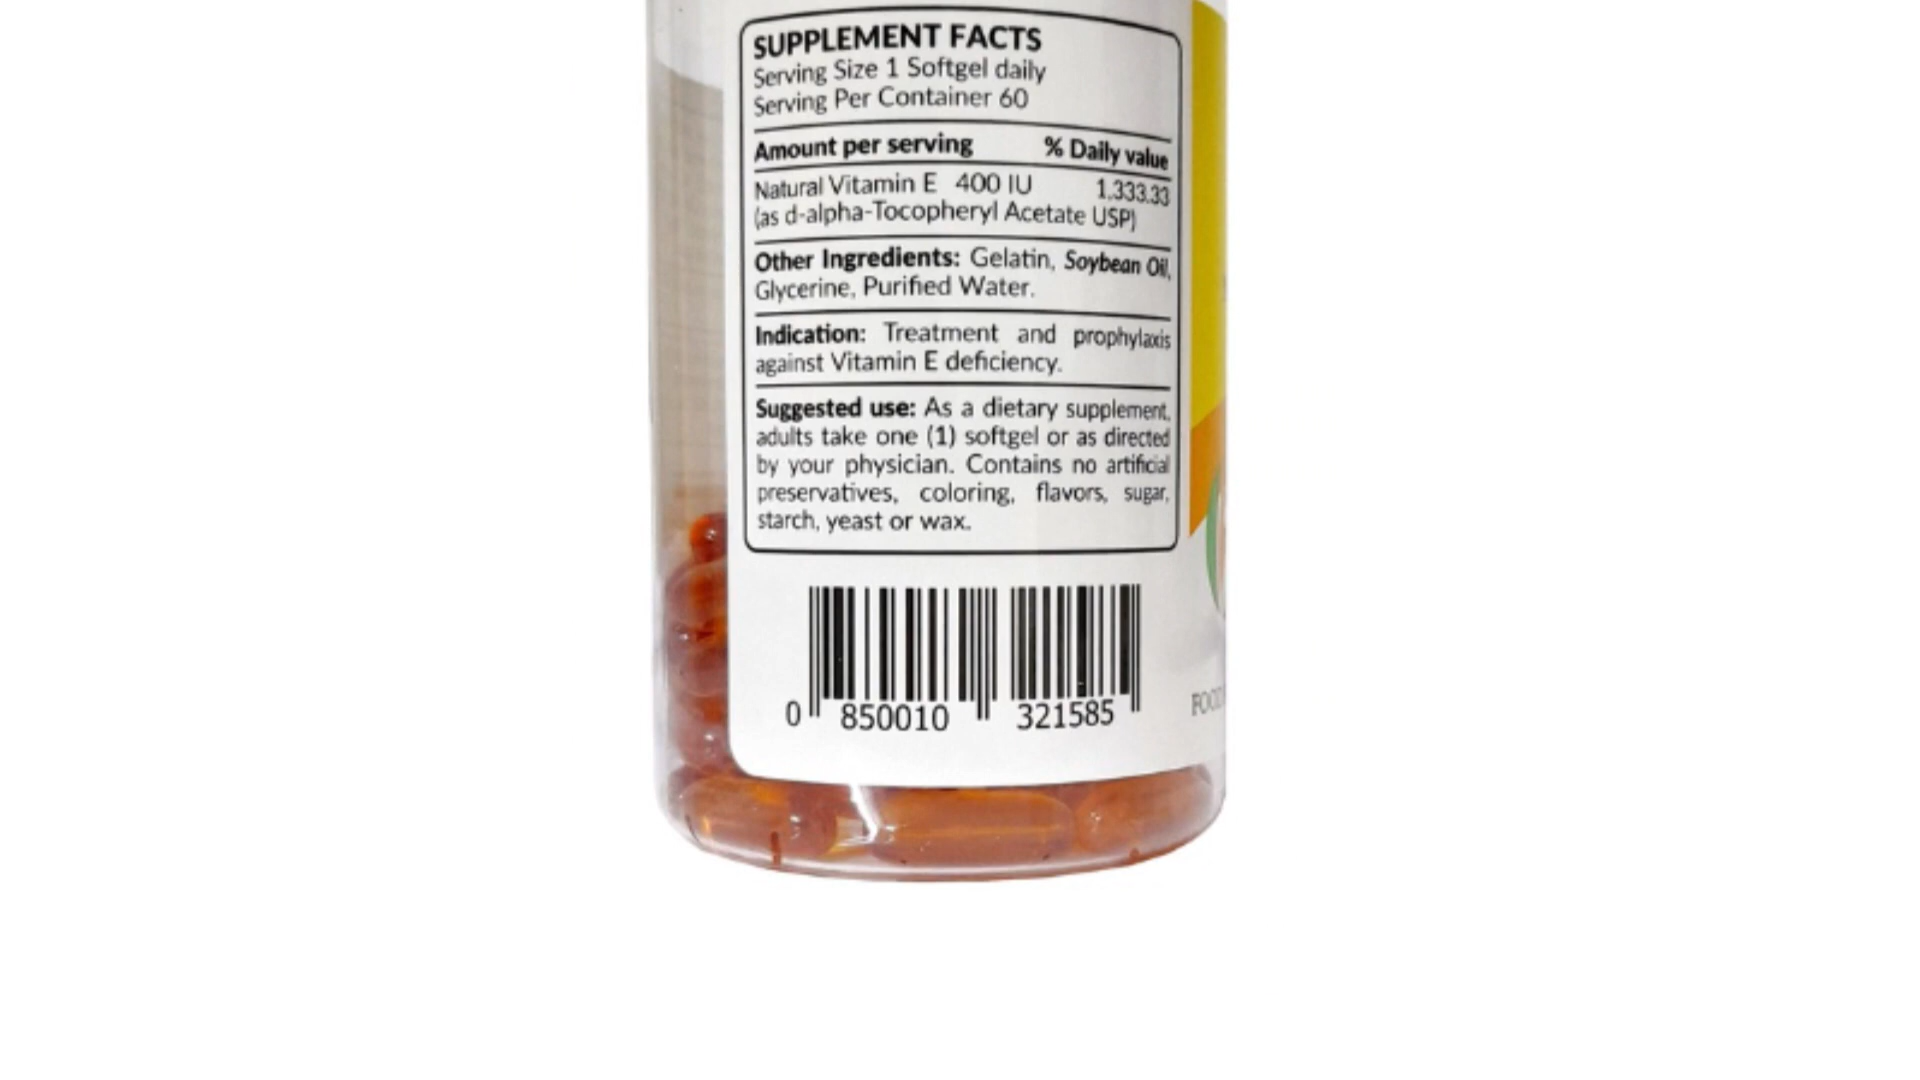 SUPPLEMENT FACTS
Serving Size 1 Softgel daily
Serving Per Container 60
Amount per serving % Daily value
Natural Vitamin E 400 IU 1,333.33
(as d-alpha-Tocopheryl Acetate USP)
Other Ingredients: Gelatin, Soybean Oil,
Glycerine, Purified Water.
Indication: Treatment and prophylaxis
against Vitamin E deficiency.
Suggested use: As a dietary supplement,
adults take one (1) softgel or as directed
by your physician. Contains no artificial
preservatives, coloring, flavors, sugar,
starch, yeast or wax.
0 850010 321585
FOOD